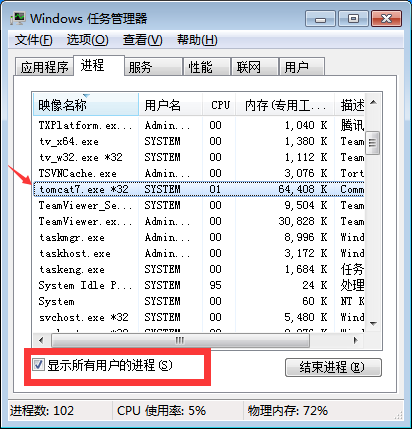 Windows 任务管理器
文件(F) 选项(O) 查看(V) 帮助(H)
应用程序 进程 服务 性能 联网 用户
映像名称 用户名 CPU 内存(专用工... 描述
TXPlatform.ex... Admin... 00 1,040 K 腾讯
tv_x64.exe SYSTEM 00 1,380 K Team
tv_w32.exe *32 SYSTEM 00 1,112 K Team
TSVNCache.exe Admin... 00 3,076 K Tort
tomcat7.exe *32 SYSTEM 01 64,408 K Comm
TeamViewer_Se... SYSTEM 00 9,504 K Team
TeamViewer.ex... Admin... 00 30,828 K Team
taskmgr.exe Admin... 00 8,996 K Wind
taskhost.exe Admin... 00 3,172 K Wind
taskeng.exe SYSTEM 00 1,684 K 任务
System Idle P... SYSTEM 95 24 K 处理
System SYSTEM 00 60 K NT K
svchost.exe SYSTEM 00 5,480 K Wind
显示所有用户的进程(S) 结束进程(E)
进程数: 102 CPU 使用率: 5% 物理内存: 72%